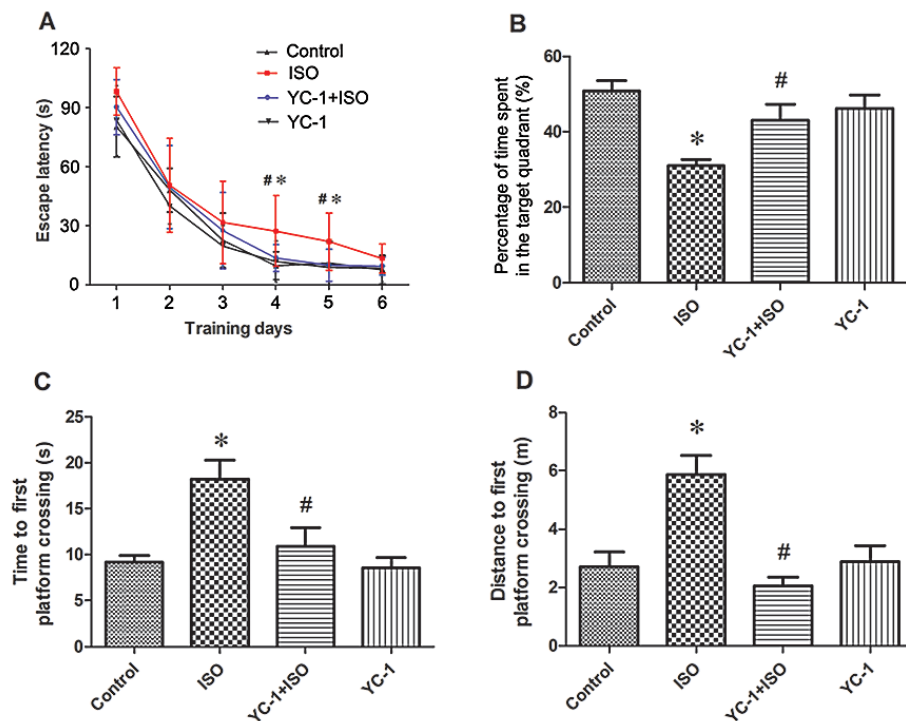 A
120
90
60
30
0
Escape latency (s)
1 2 3 4 5 6
Training days
Control
ISO
YC-1+ISO
YC-1
# *
# *
B
60
40
20
0
Percentage of time spent
in the target quadrant (%)
*
#
Control
ISO
YC-1+ISO
YC-1
C
25
20
15
10
5
0
Time to first
platform crossing (s)
*
#
Control
ISO
YC-1+ISO
YC-1
D
8
6
4
2
0
Distance to first
platform crossing (m)
*
#
Control
ISO
YC-1+ISO
YC-1